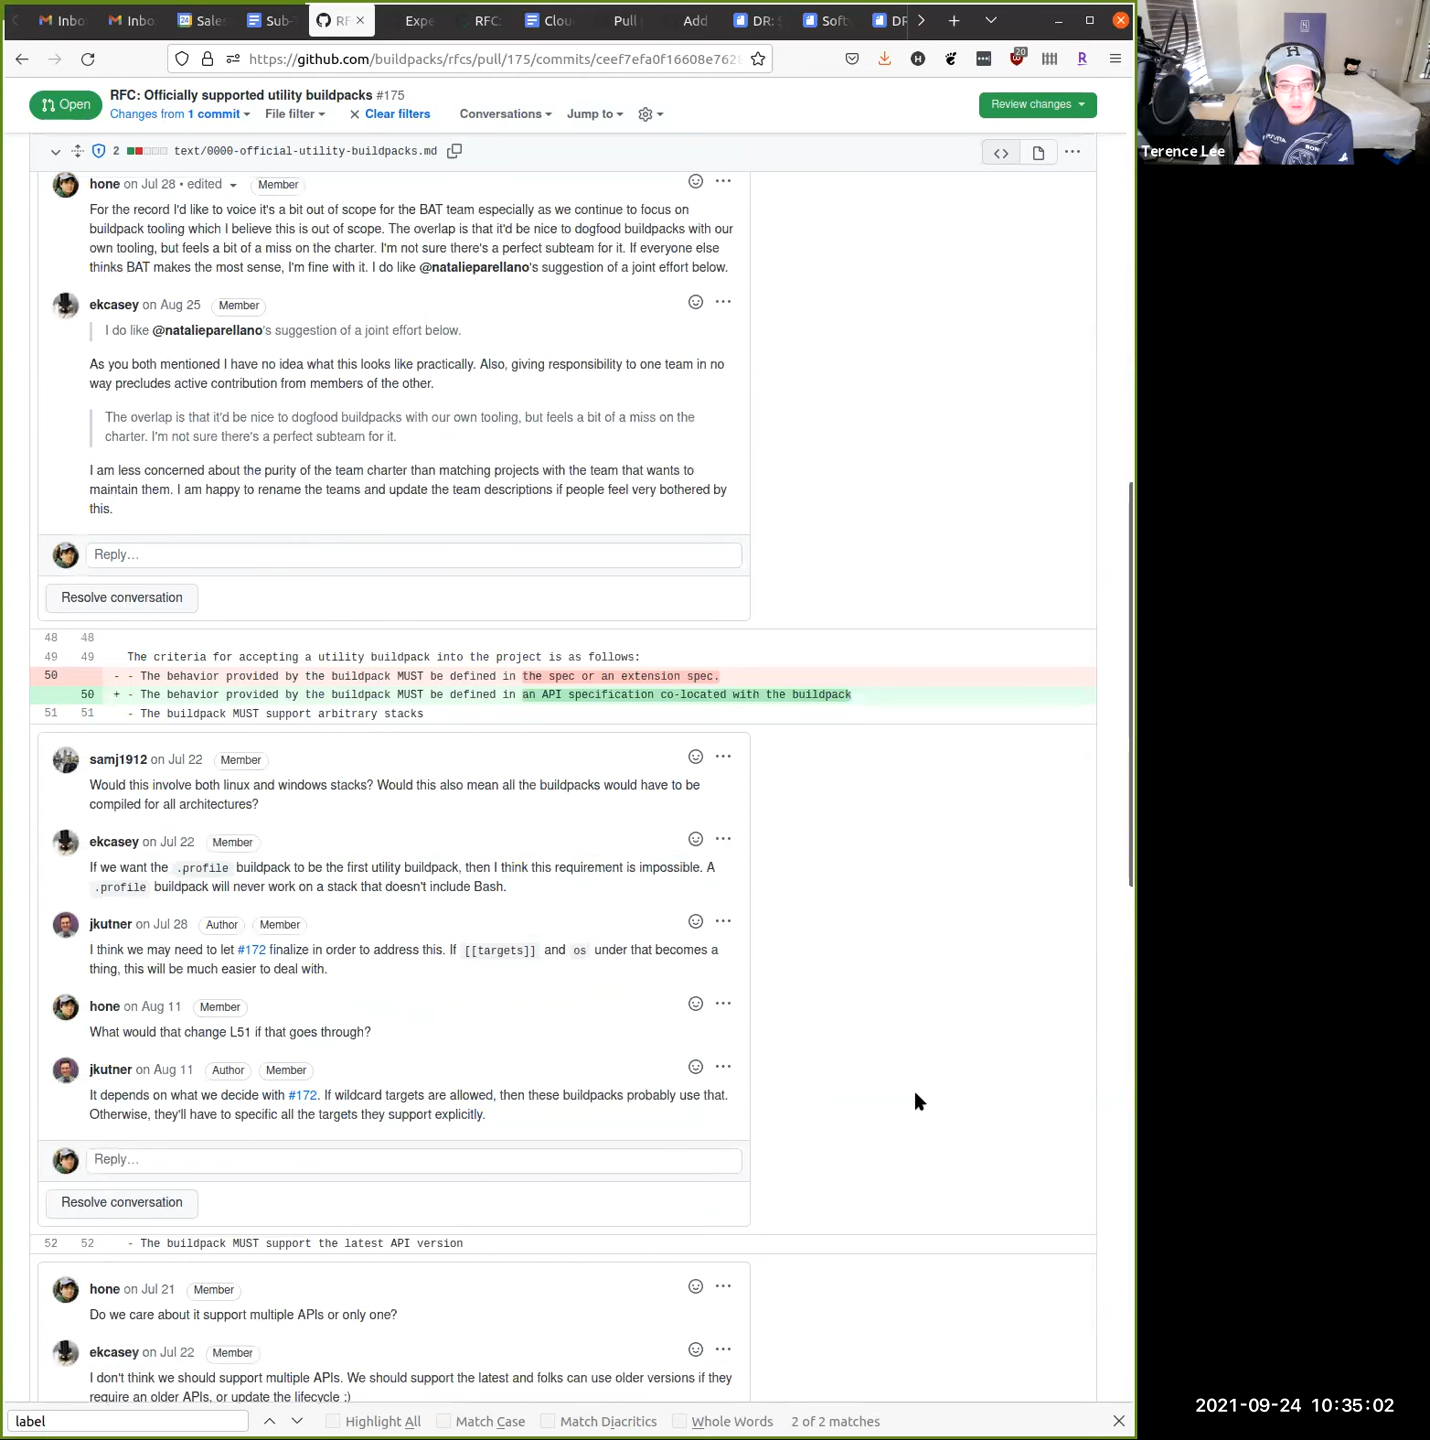 Inbo Inbo Sales Sub- RF Expe RFC: Clou Pull Add DR: Soft DR
https://github.com/buildpacks/rfcs/pull/175/commits/ceef7efa0f16608e762
20
Open
RFC: Officially supported utility buildpacks #175
Changes from 1 commit File filter Clear filters Conversations Jump to
Review changes
2 text/0000-official-utility-buildpacks.md
hone on Jul 28 • edited Member
For the record I'd like to voice it's a bit out of scope for the BAT team especially as we continue to focus on
buildpack tooling which I believe this is out of scope. The overlap is that it'd be nice to dogfood buildpacks with our
own tooling, but feels a bit of a miss on the charter. I'm not sure there's a perfect subteam for it. If everyone else
thinks BAT makes the most sense, I'm fine with it. I do like @natalieparellano's suggestion of a joint effort below.
ekcasey on Aug 25 Member
I do like @natalieparellano's suggestion of a joint effort below.
As you both mentioned I have no idea what this looks like practically. Also, giving responsibility to one team in no
way precludes active contribution from members of the other.
The overlap is that it'd be nice to dogfood buildpacks with our own tooling, but feels a bit of a miss on the
charter. I'm not sure there's a perfect subteam for it.
I am less concerned about the purity of the team charter than matching projects with the team that wants to
maintain them. I am happy to rename the teams and update the team descriptions if people feel very bothered by
this.
Reply...
Resolve conversation
48 48
49 49 The criteria for accepting a utility buildpack into the project is as follows:
50 - - The behavior provided by the buildpack MUST be defined in the spec or an extension spec.
50 + - The behavior provided by the buildpack MUST be defined in an API specification co-located with the buildpack
51 51 - The buildpack MUST support arbitrary stacks
samj1912 on Jul 22 Member
Would this involve both linux and windows stacks? Would this also mean all the buildpacks would have to be
compiled for all architectures?
ekcasey on Jul 22 Member
If we want the .profile buildpack to be the first utility buildpack, then I think this requirement is impossible. A
.profile buildpack will never work on a stack that doesn't include Bash.
jkutner on Jul 28 Author Member
I think we may need to let #172 finalize in order to address this. If [[targets]] and os under that becomes a
thing, this will be much easier to deal with.
hone on Aug 11 Member
What would that change L51 if that goes through?
jkutner on Aug 11 Author Member
It depends on what we decide with #172. If wildcard targets are allowed, then these buildpacks probably use that.
Otherwise, they'll have to specific all the targets they support explicitly.
Reply...
Resolve conversation
52 52 - The buildpack MUST support the latest API version
hone on Jul 21 Member
Do we care about it support multiple APIs or only one?
ekcasey on Jul 22 Member
I don't think we should support multiple APIs. We should support the latest and folks can use older versions if they
require an older APIs, or update the lifecycle :)
label Highlight All Match Case Match Diacritics Whole Words 2 of 2 matches
Terence Lee
2021-09-24 10:35:02